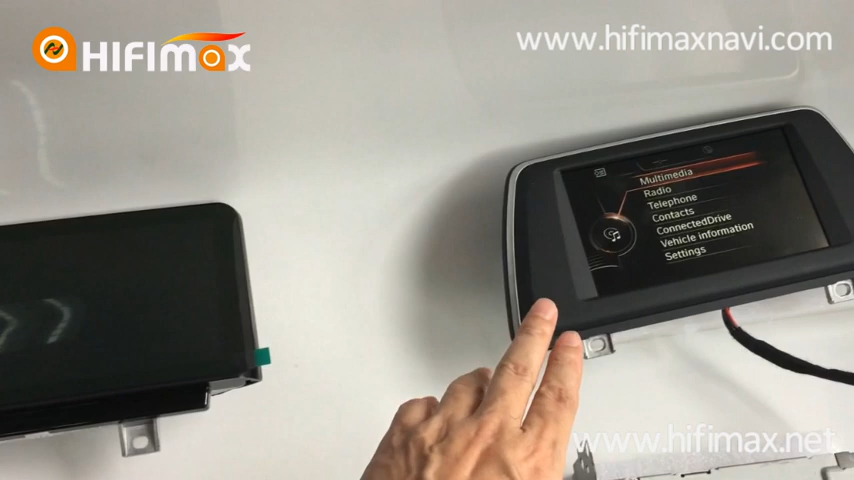 HIFIMAX
www.hifimaxnavi.com
Multimedia
Radio
Telephone
Contacts
ConnectedDrive
Vehicle information
Settings
www.hifimax.net